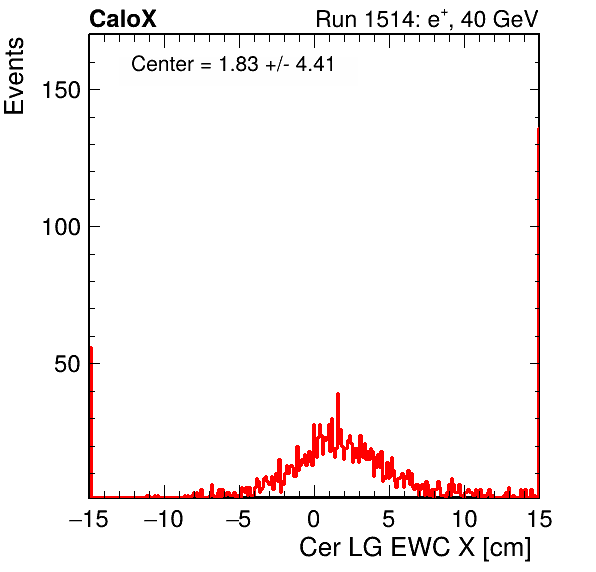 CaloX Run 1514: e⁺, 40 GeV
Center = 1.83 +/- 4.41
Events
150
100
50
−15 −10 −5 0 5 10 15
Cer LG EWC X [cm]